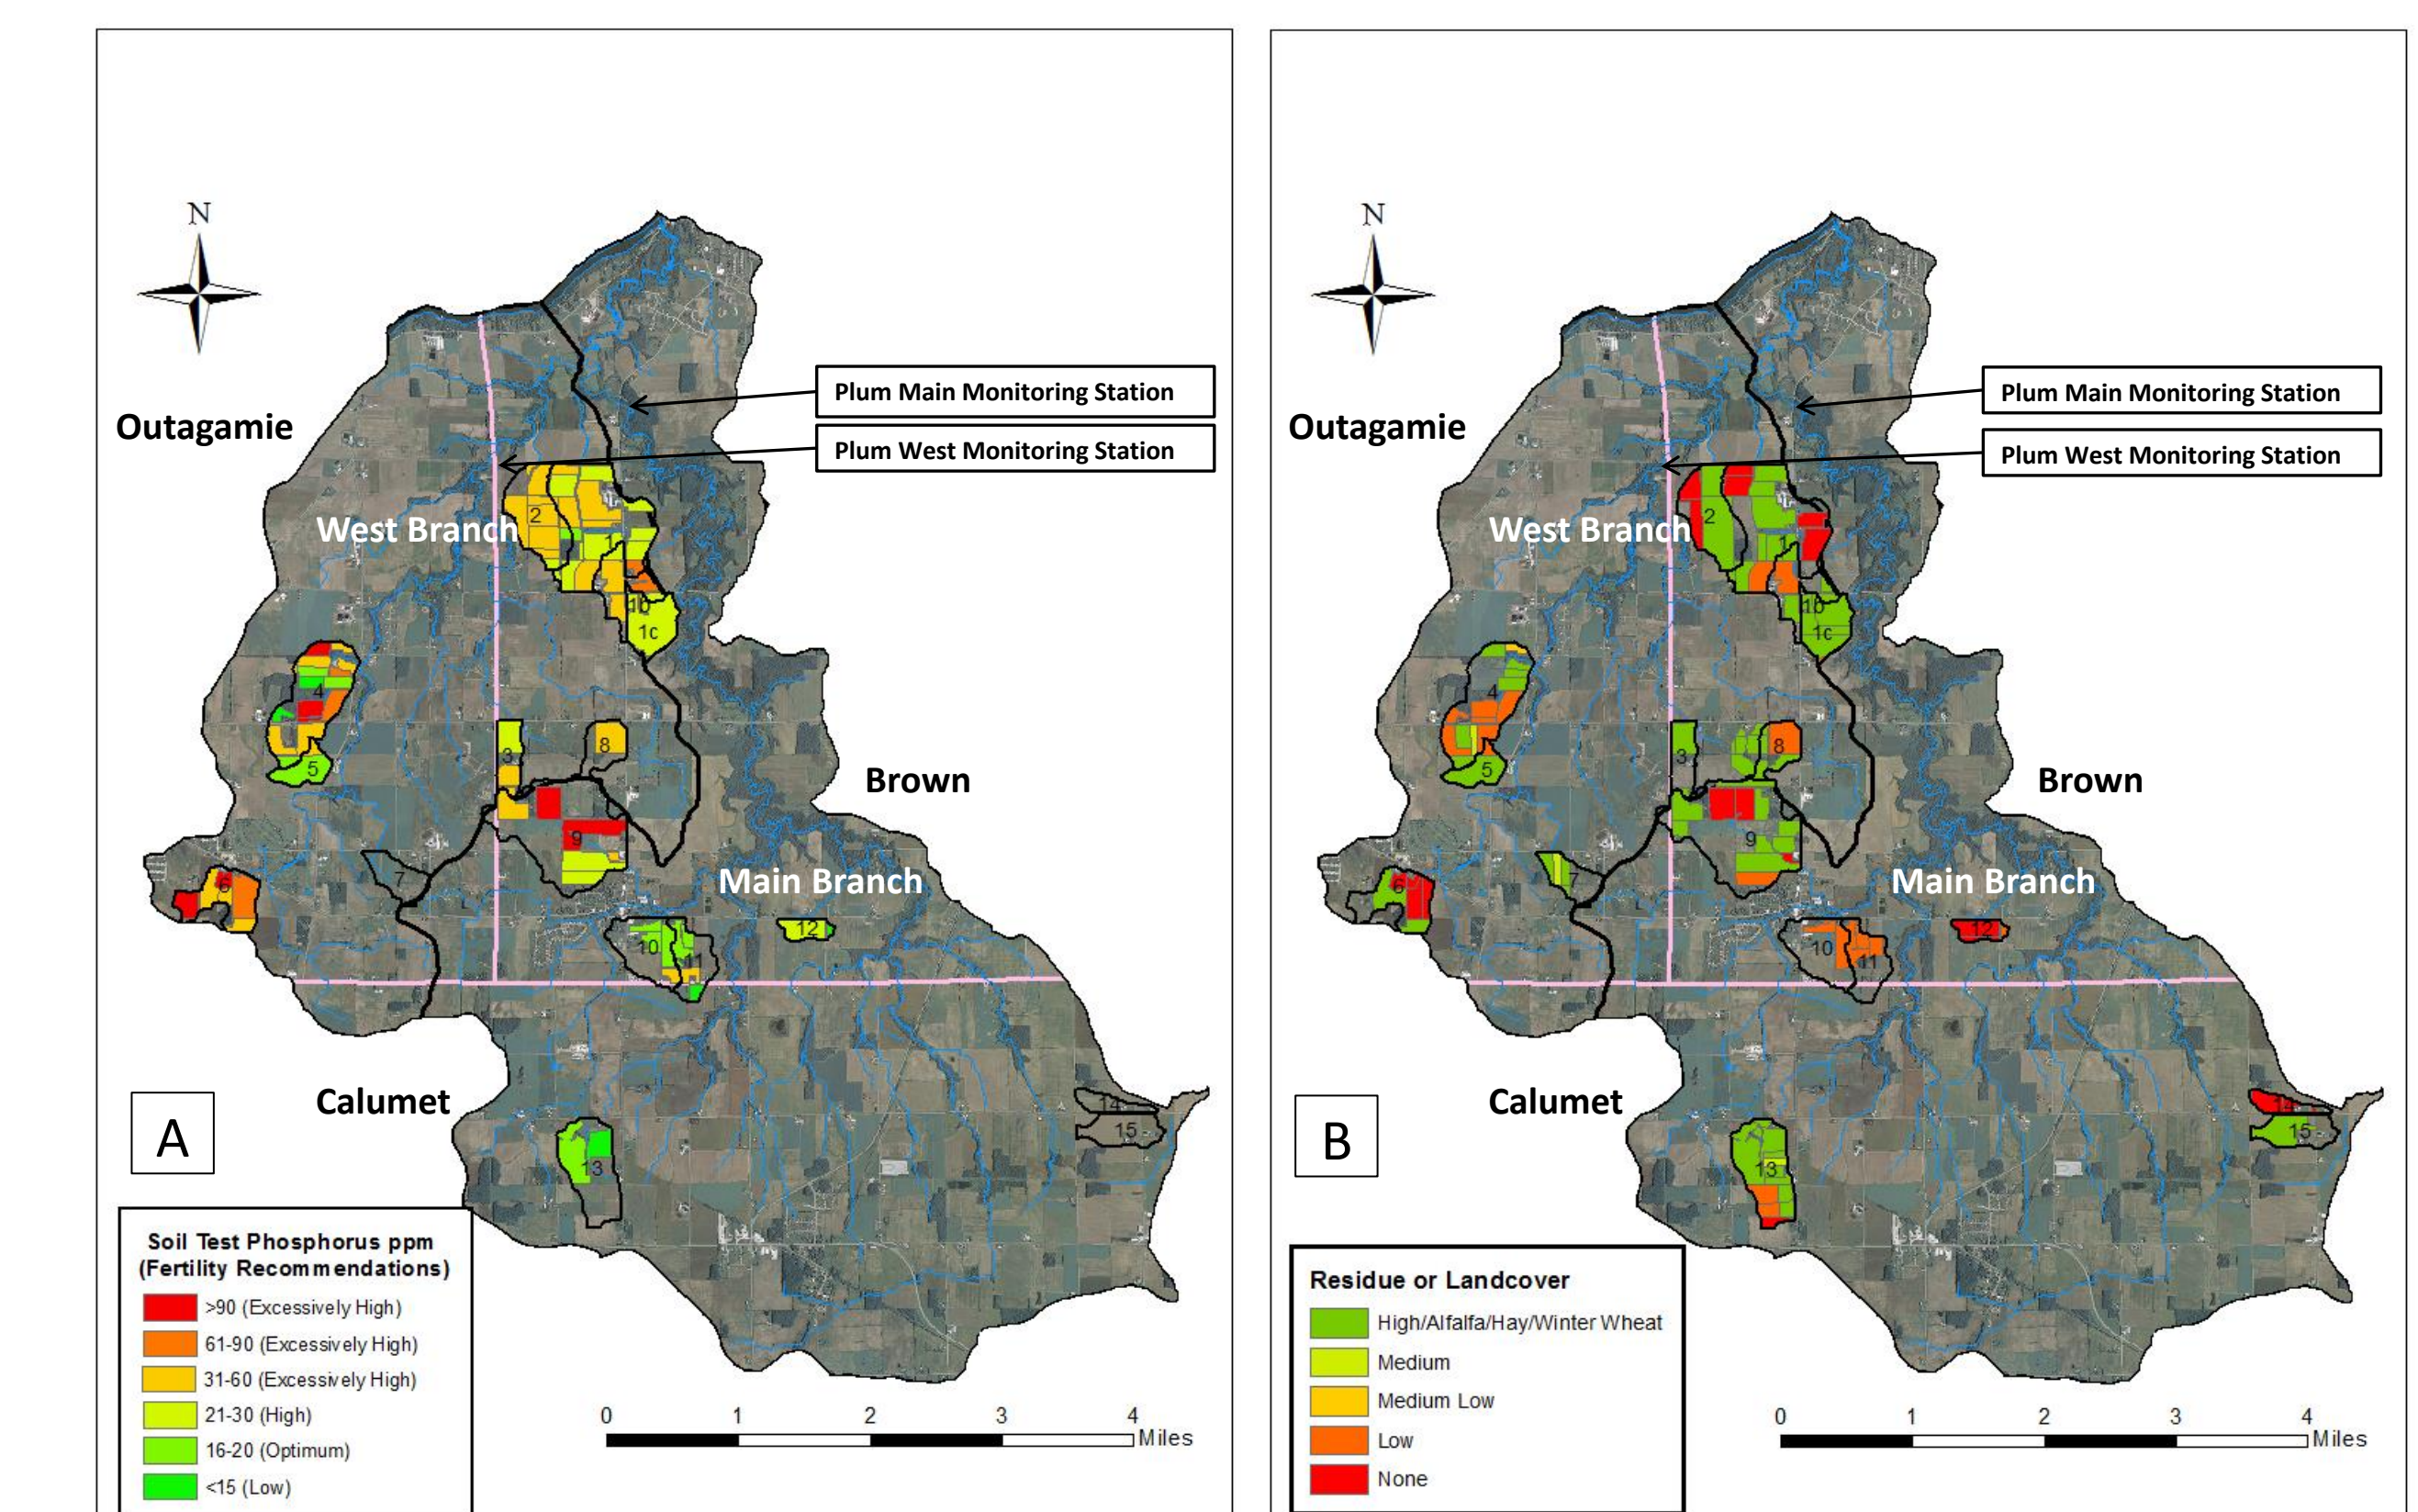 N
Plum Main Monitoring Station
Outagamie
Plum West Monitoring Station
2
West Branch
1
1b
1c
4
3
8
5
Brown
9
6
7
Main Branch
10
11
12
Calumet
14
A
15
13
Soil Test Phosphorus ppm
(Fertility Recommendations)
>90 (Excessively High)
61-90 (Excessively High)
31-60 (Excessively High)
21-30 (High)
16-20 (Optimum)
<15 (Low)
0 1 2 3 4
Miles
N
Plum Main Monitoring Station
Outagamie
Plum West Monitoring Station
2
West Branch
1
1b
1c
4
3
8
5
Brown
9
6
7
Main Branch
10
11
12
Calumet
14
B
15
13
Residue or Landcover
High/Alfalfa/Hay/Winter Wheat
Medium
Medium Low
Low
None
0 1 2 3 4
Miles